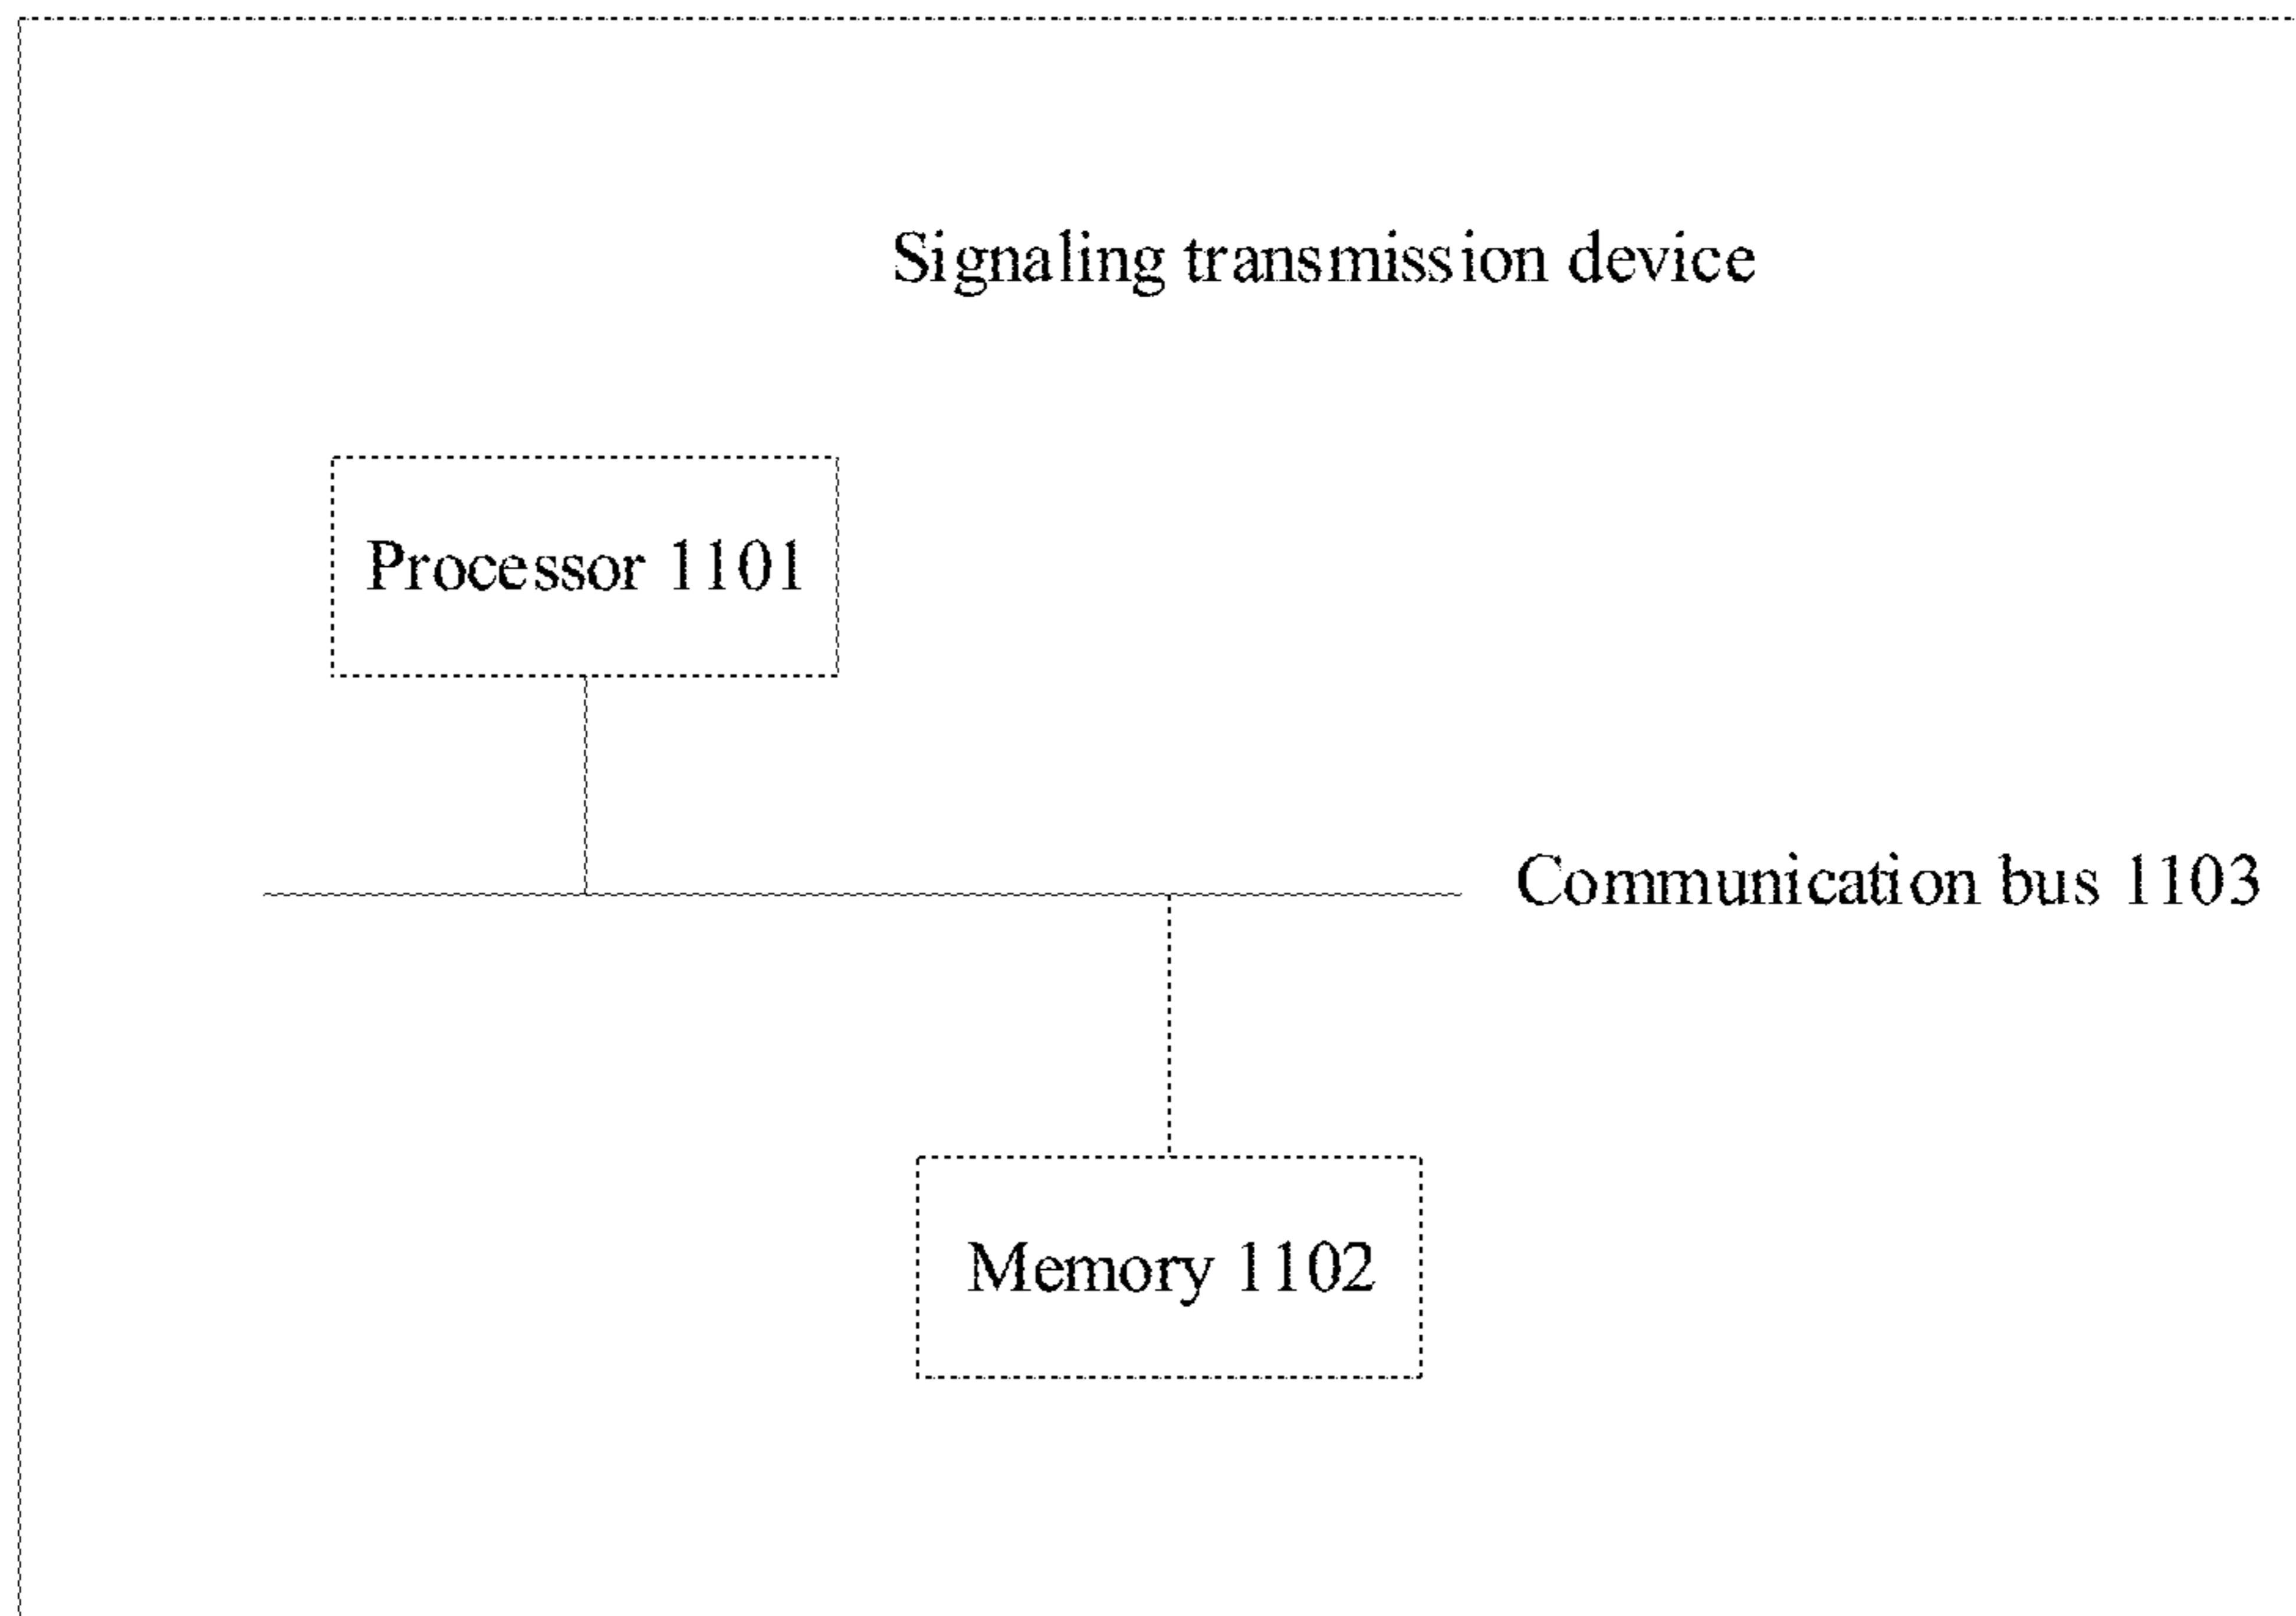 Signaling transmission device
Processor 1101
Communication bus 1103
Memory 1102